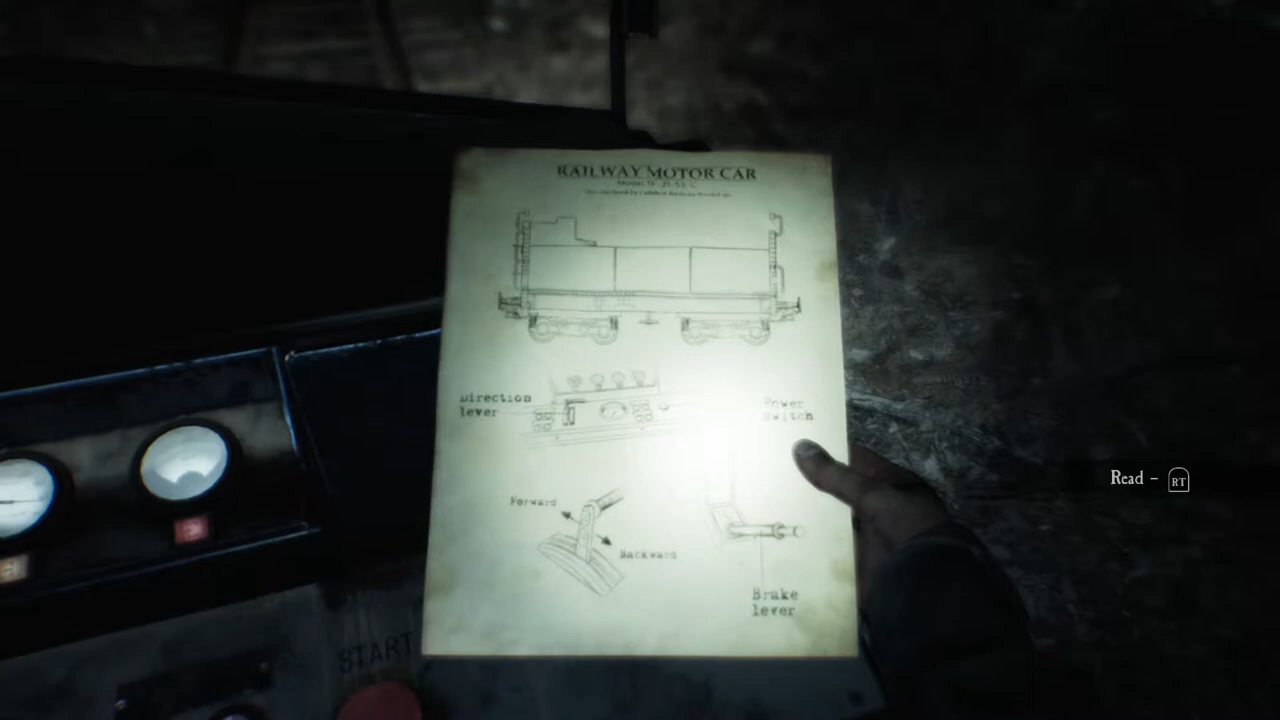 RAILWAY MOTOR CAR
Direction
lever
Power
switch
Forward
Backward
Brake
lever
START
Read - RT